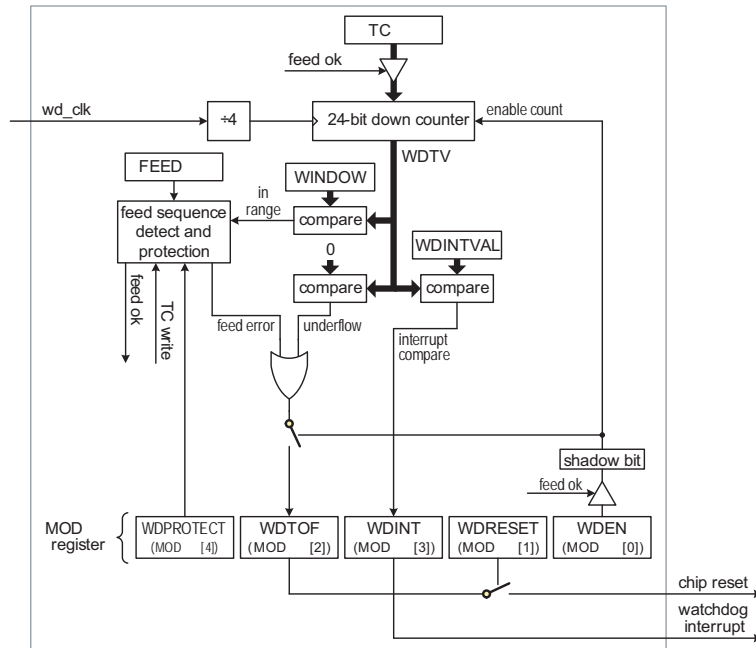 TC
feed ok
wd_clk
÷4
24-bit down counter
enable count
WDTV
FEED
WINDOW
in
range
compare
feed sequence
detect and
protection
0
WDINTVAL
compare
compare
feed ok
TC write
feed error
underflow
interrupt
compare
shadow bit
feed ok
MOD
register
WDPROTECT
(MOD [4])
WDTOF
(MOD [2])
WDINT
(MOD [3])
WDRESET
(MOD [1])
WDEN
(MOD [0])
chip reset
watchdog
interrupt